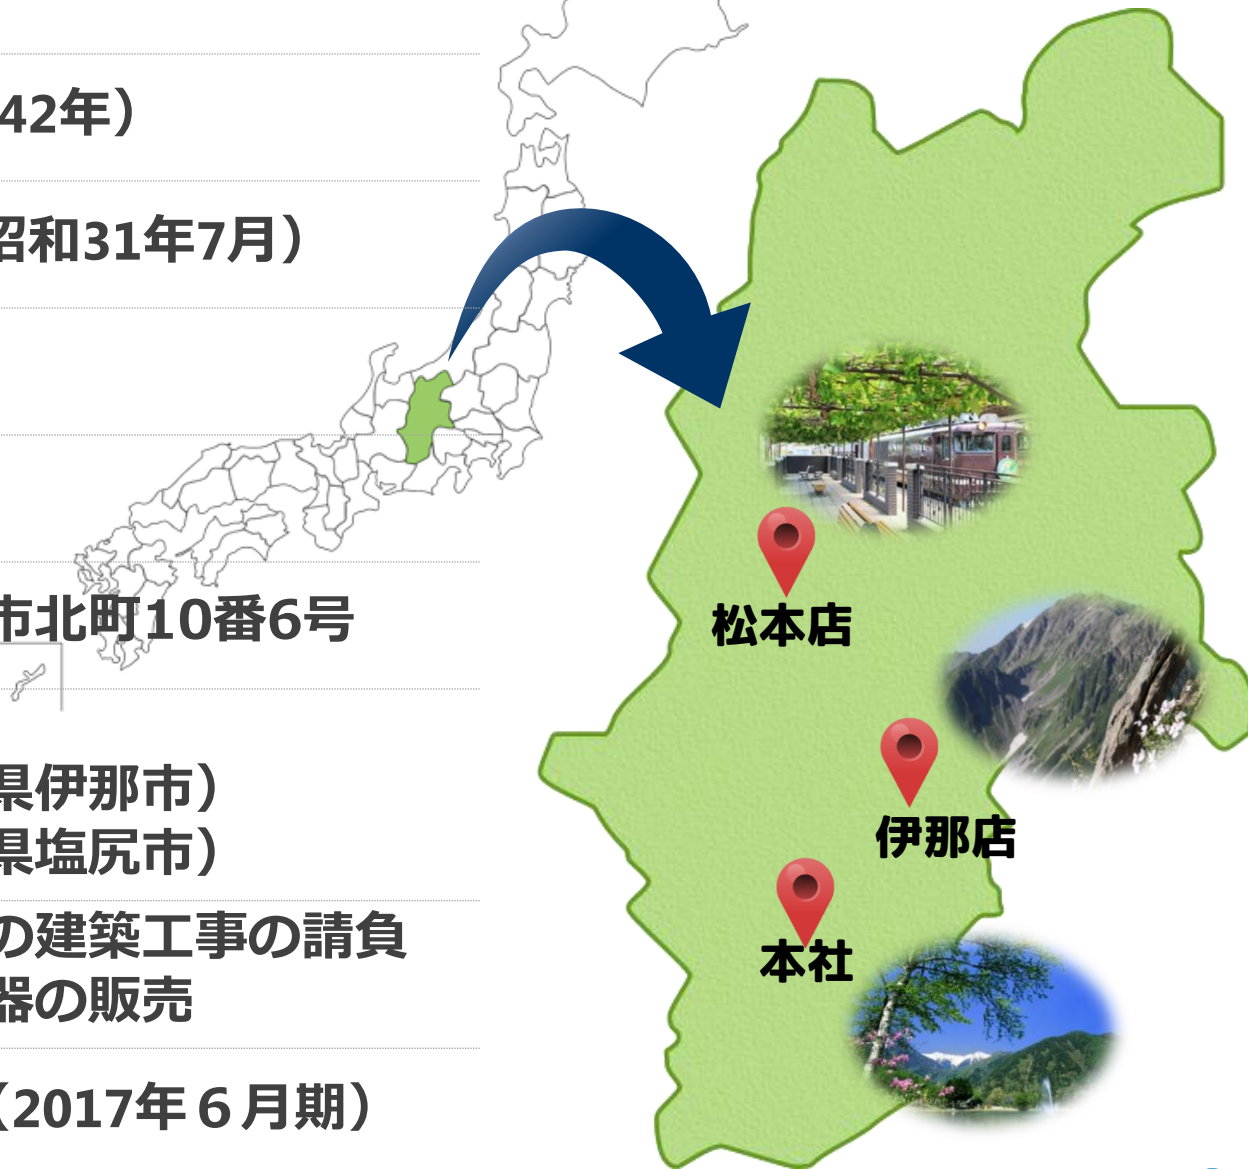 42年）
昭和31年7月）
市北町10番6号
県伊那市）
県塩尻市）
の建築工事の請負
器の販売
（2017年６月期）
松本店
伊那店
本社